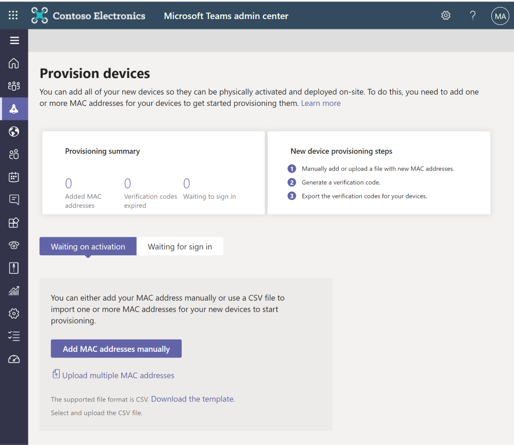 Contoso Electronics
Microsoft Teams admin center
?
MA
Provision devices
You can add all of your new devices so they can be physically activated and deployed on-site. To do this, you need to add one
or more MAC addresses for your devices to get started provisioning them. Learn more
Provisioning summary
0
Added MAC
addresses
0
Verification codes
expired
0
Waiting to sign in
New device provisioning steps
1 Manually add or upload a file with new MAC addresses.
2 Generate a verification code.
3 Export the verification codes for your devices.
Waiting on activation
Waiting for sign in
You can either add your MAC address manually or use a CSV file to
import one or more MAC addresses for your new devices to start
provisioning.
Add MAC addresses manually
Upload multiple MAC addresses
The supported file format is CSV. Download the template.
Select and upload the CSV file.